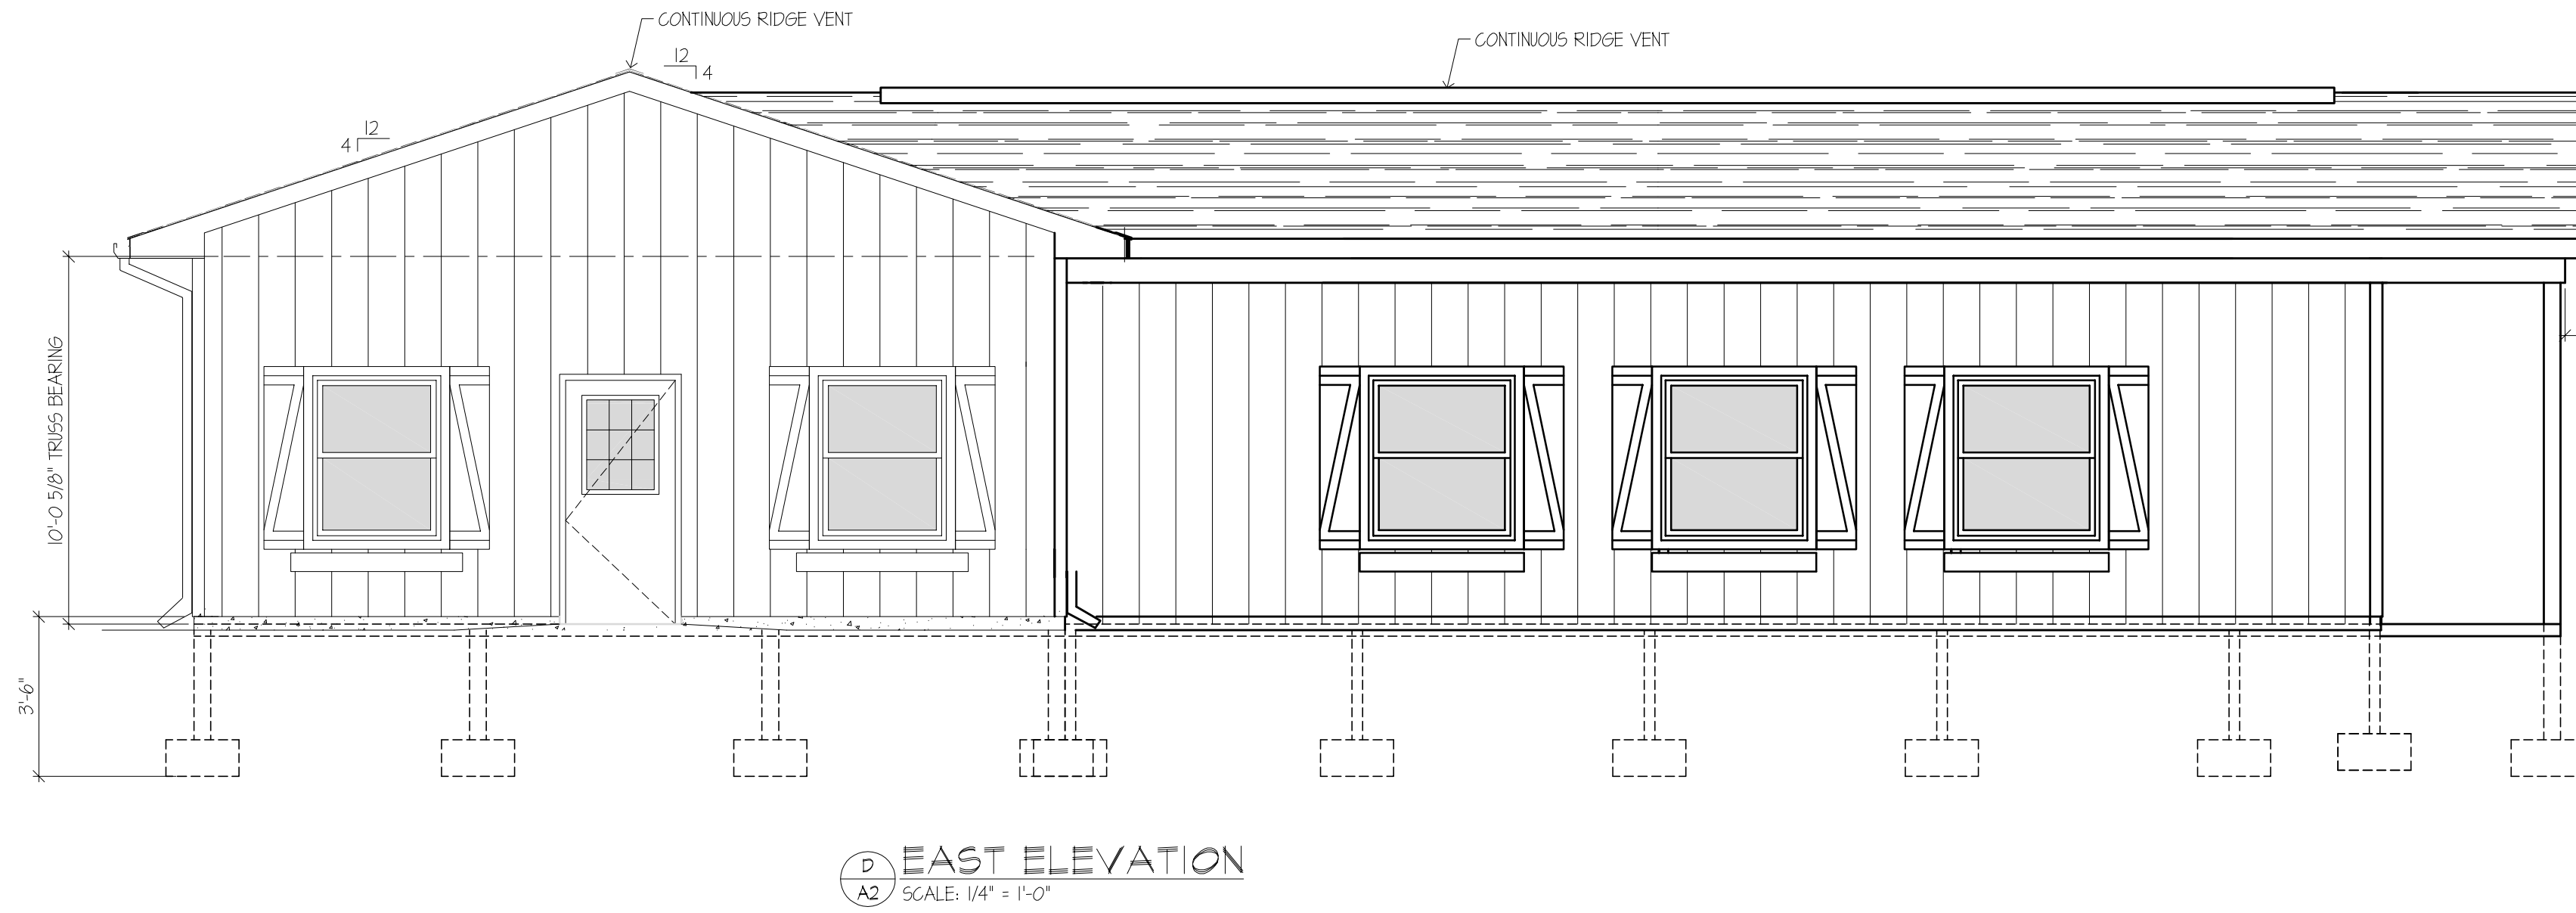 CONTINUOUS RIDGE VENT
CONTINUOUS RIDGE VENT
12
4
12
4
10'-0 5/8" TRUSS BEARING
3'-6"
D
A2
EAST ELEVATION
SCALE: 1/4" = 1'-0"